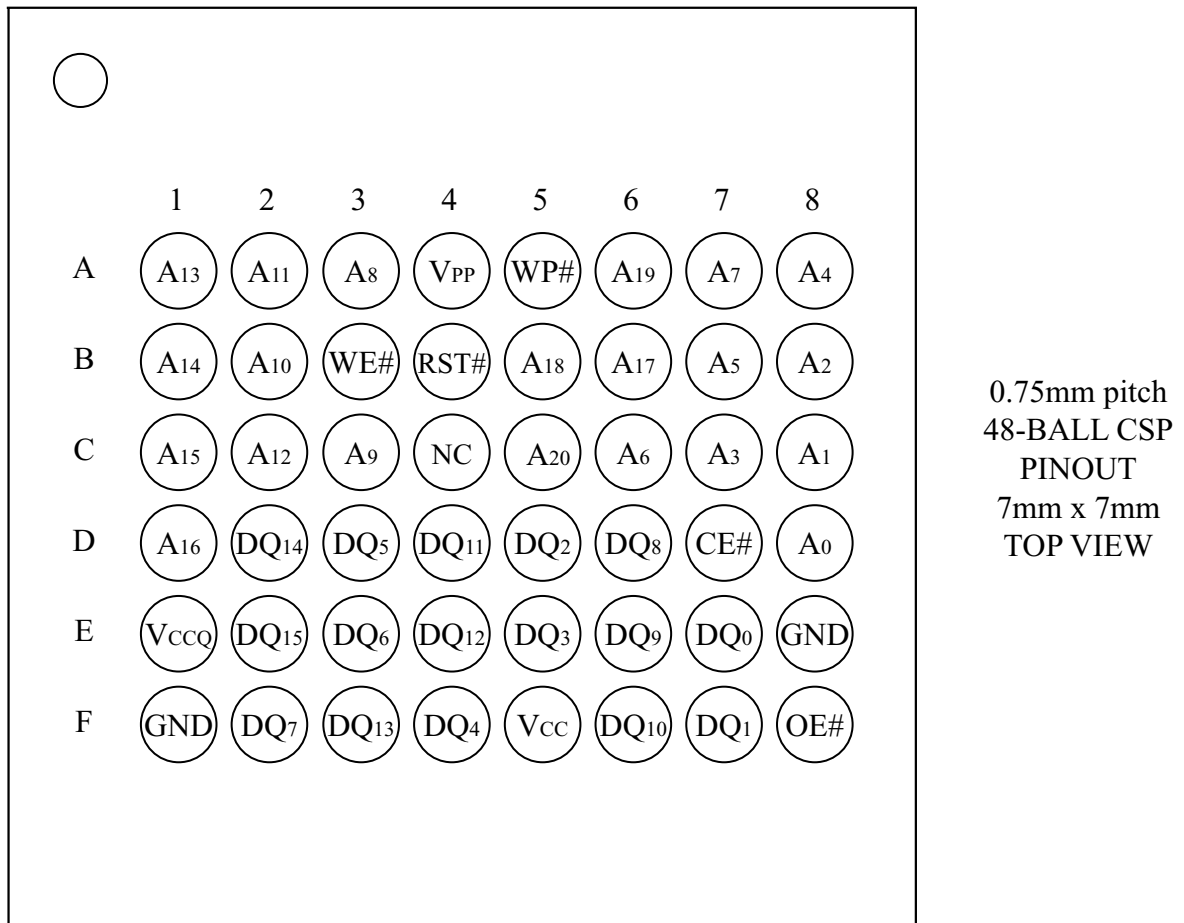 1 2 3 4 5 6 7 8
A A13 A11 A8 VPP WP# A19 A7 A4
B A14 A10 WE# RST# A18 A17 A5 A2
C A15 A12 A9 NC A20 A6 A3 A1
D A16 DQ14 DQ5 DQ11 DQ2 DQ8 CE# A0
E VCCQ DQ15 DQ6 DQ12 DQ3 DQ9 DQ0 GND
F GND DQ7 DQ13 DQ4 VCC DQ10 DQ1 OE#
0.75mm pitch
48-BALL CSP
PINOUT
7mm x 7mm
TOP VIEW